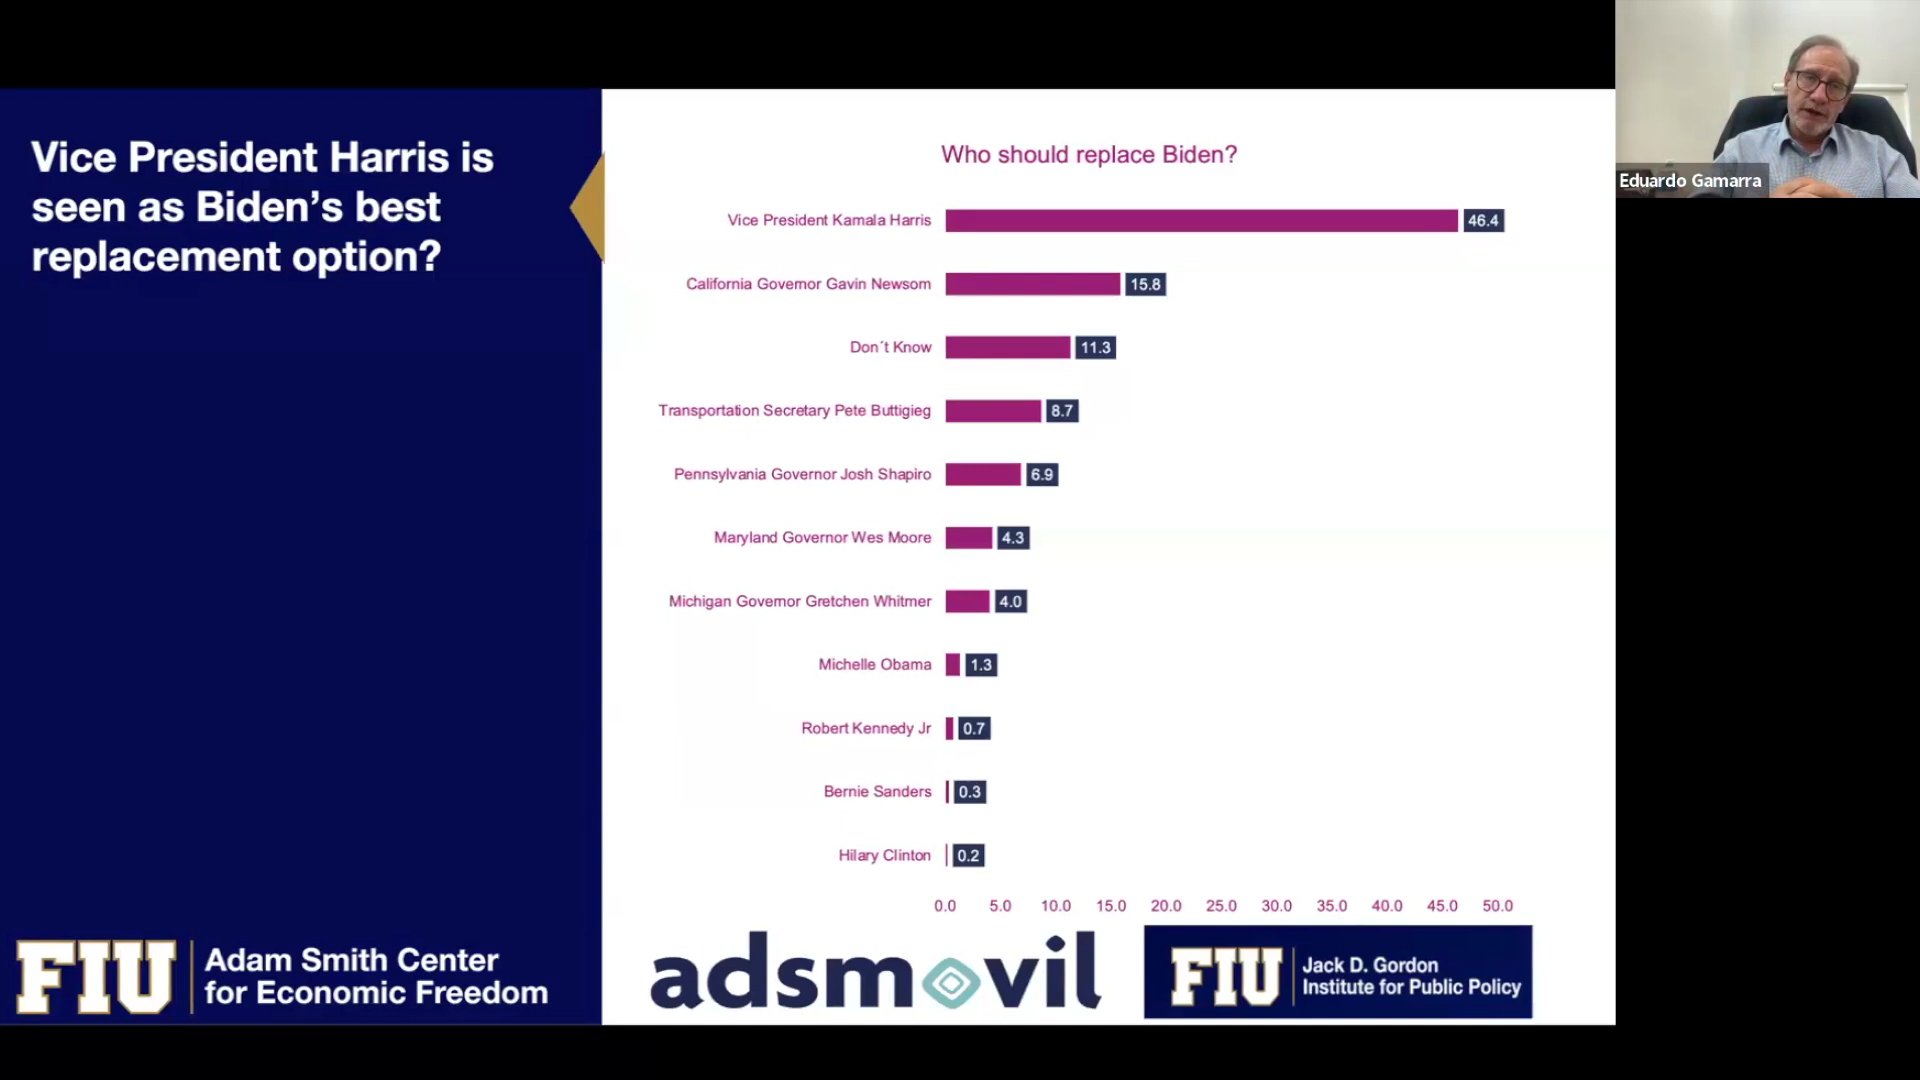 Vice President Harris is
seen as Biden’s best
replacement option?
Who should replace Biden?
Vice President Kamala Harris 46.4
California Governor Gavin Newsom 15.8
Don´t Know 11.3
Transportation Secretary Pete Buttigieg 8.7
Pennsylvania Governor Josh Shapiro 6.9
Maryland Governor Wes Moore 4.3
Michigan Governor Gretchen Whitmer 4.0
Michelle Obama 1.3
Robert Kennedy Jr 0.7
Bernie Sanders 0.3
Hilary Clinton 0.2
0.0 5.0 10.0 15.0 20.0 25.0 30.0 35.0 40.0 45.0 50.0
FIU
Adam Smith Center
for Economic Freedom
adsmovil
FIU
Jack D. Gordon
Institute for Public Policy
Eduardo Gamarra